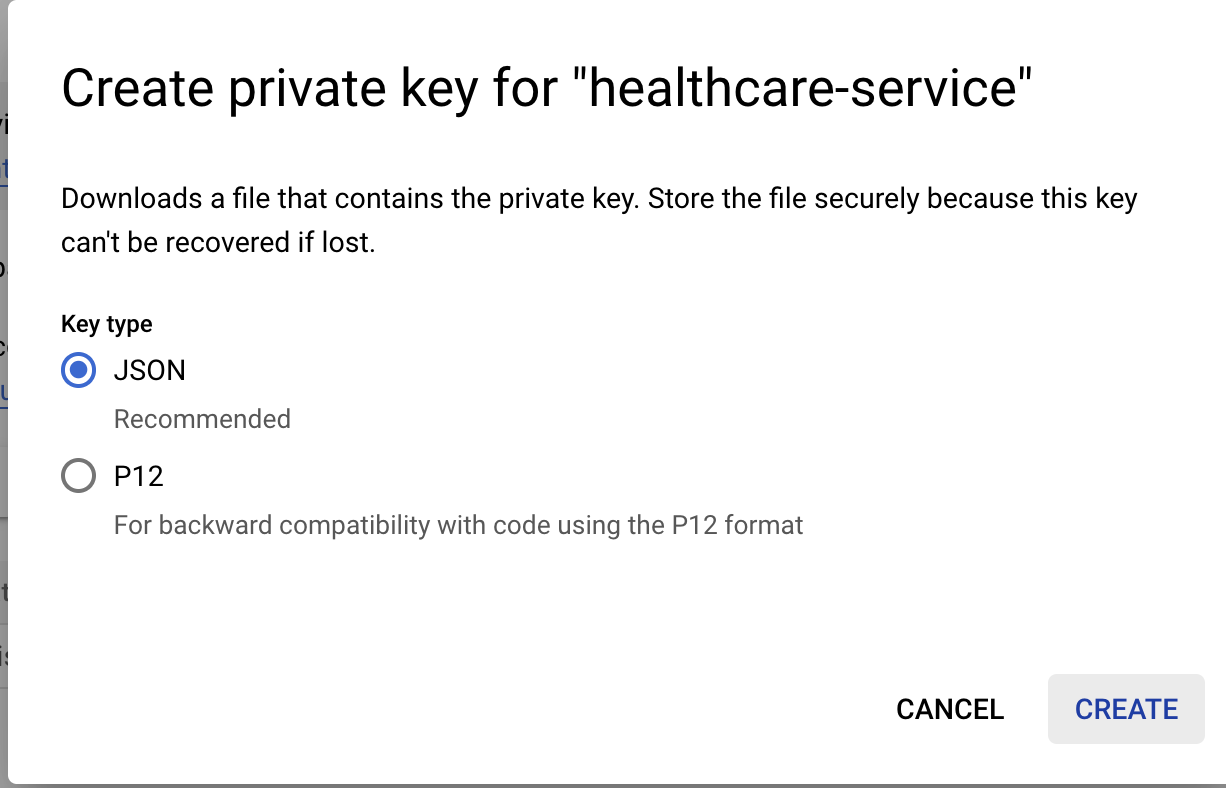 Create private key for "healthcare-service"
Downloads a file that contains the private key. Store the file securely because this key
can't be recovered if lost.
Key type
JSON
Recommended
P12
For backward compatibility with code using the P12 format
CANCEL
CREATE